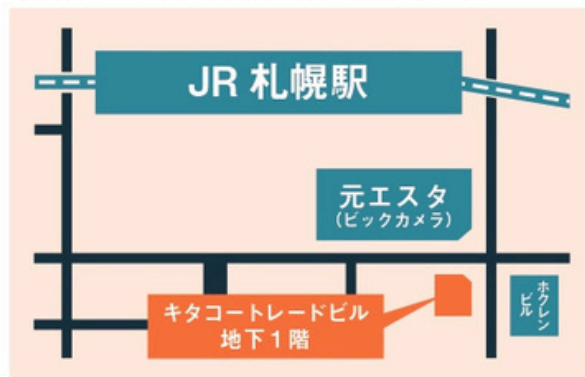 JR 札幌駅
元エスタ
(ビックカメラ)
キタコートレードビル
地下1階
ホクレン
ビル